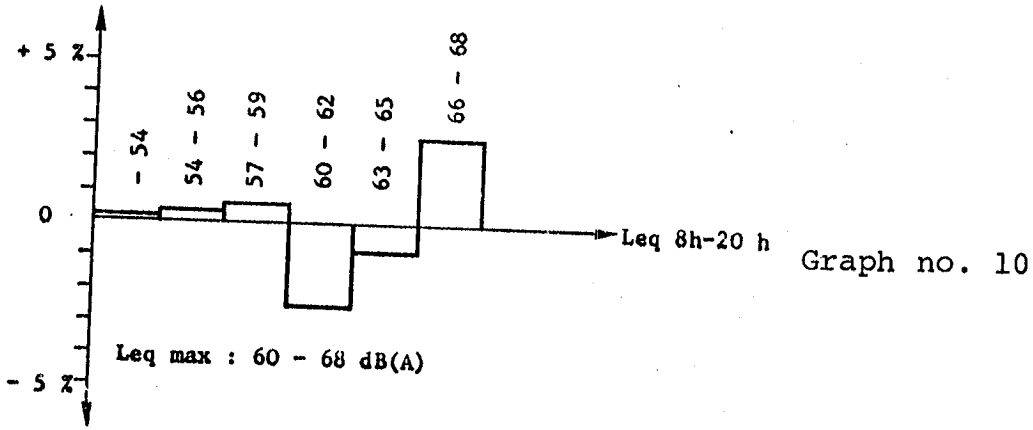 + 5 %
- 54
54 - 56
57 - 59
60 - 62
63 - 65
66 - 68
0
Leq 8h-20 h
Graph no. 10
Leq max : 60 - 68 dB(A)
- 5 %